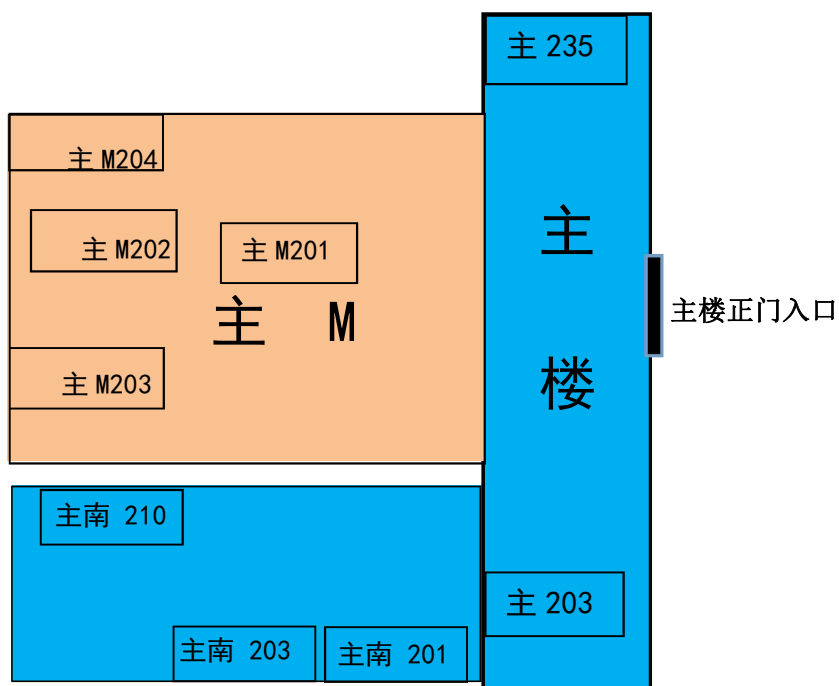 主 235
主 M204
主 M202
主 M201
主 M203
主 M
主
楼
主楼正门入口
主南 210
主南 203
主南 201
主 203